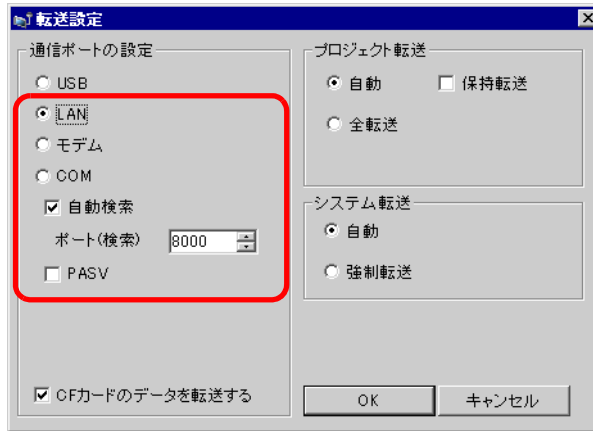 転送設定
通信ポートの設定
USB
LAN
モデム
COM
自動検索
ポート(検索) 8000
PASV
CFカードのデータを転送する
プロジェクト転送
自動 保持転送
全転送
システム転送
自動
強制転送
OK キャンセル